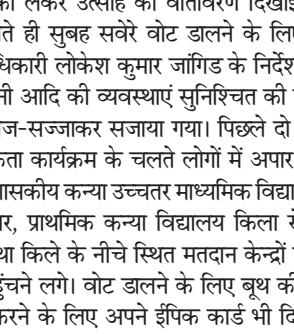 को लेकर उत्साह का वातावरण
ते ही सुबह सवेरे वोट डालने के
धिकारी लोकेश कुमार जांगिड के
नी आदि की व्यवस्थाएं सुनिश्चित की
ज-सज्जाकर सजाया गया। पिछले दो
कता कार्यक्रम के चलते लोगों में अपार
ासकीय कन्या उच्चतर माध्यमिक विद्या
र, प्राथमिक कन्या विद्यालय किला
था किले के नीचे स्थित मतदान केन्द्रों
हुंचने लगे। वोट डालने के लिए बूथ की
करने के लिए अपने ईपिक कार्ड भी